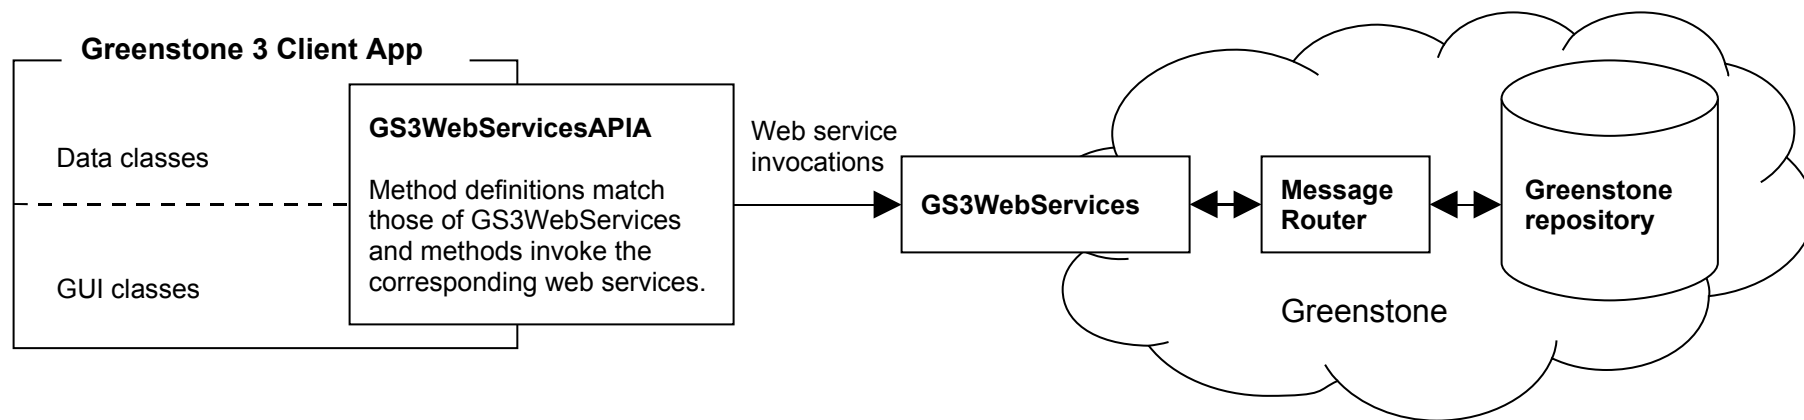 Greenstone 3 Client App
Data classes
GUI classes
GS3WebServicesAPIA
Method definitions match
those of GS3WebServices
and methods invoke the
corresponding web services.
Web service
invocations
GS3WebServices
Message
Router
Greenstone
repository
Greenstone